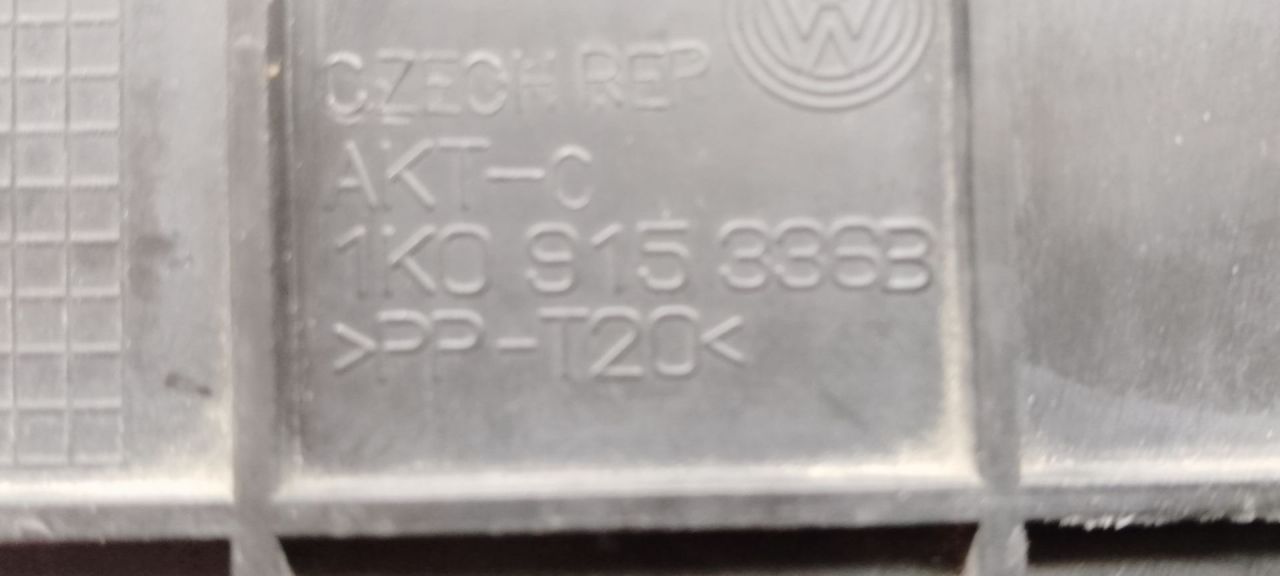 CZECH REP
AKT-C
1K0 915 336B
>PP-T20<